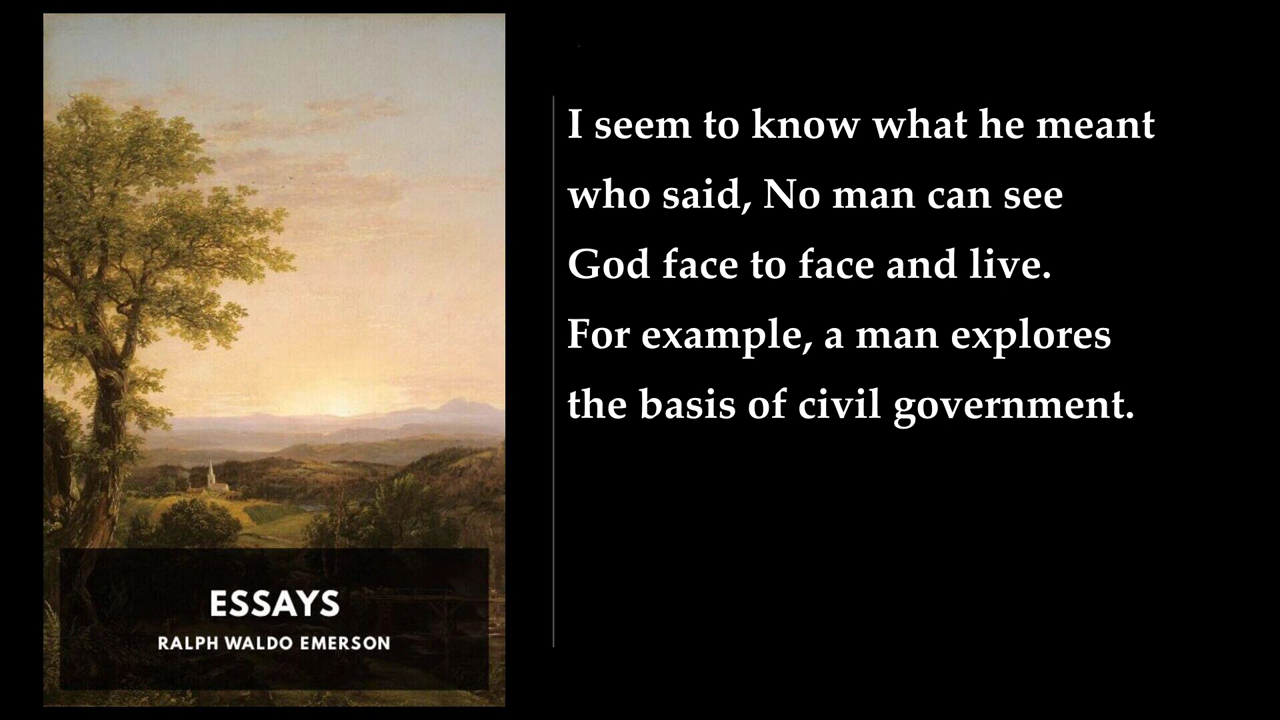 ESSAYS
RALPH WALDO EMERSON
I seem to know what he meant
who said, No man can see
God face to face and live.
For example, a man explores
the basis of civil government.